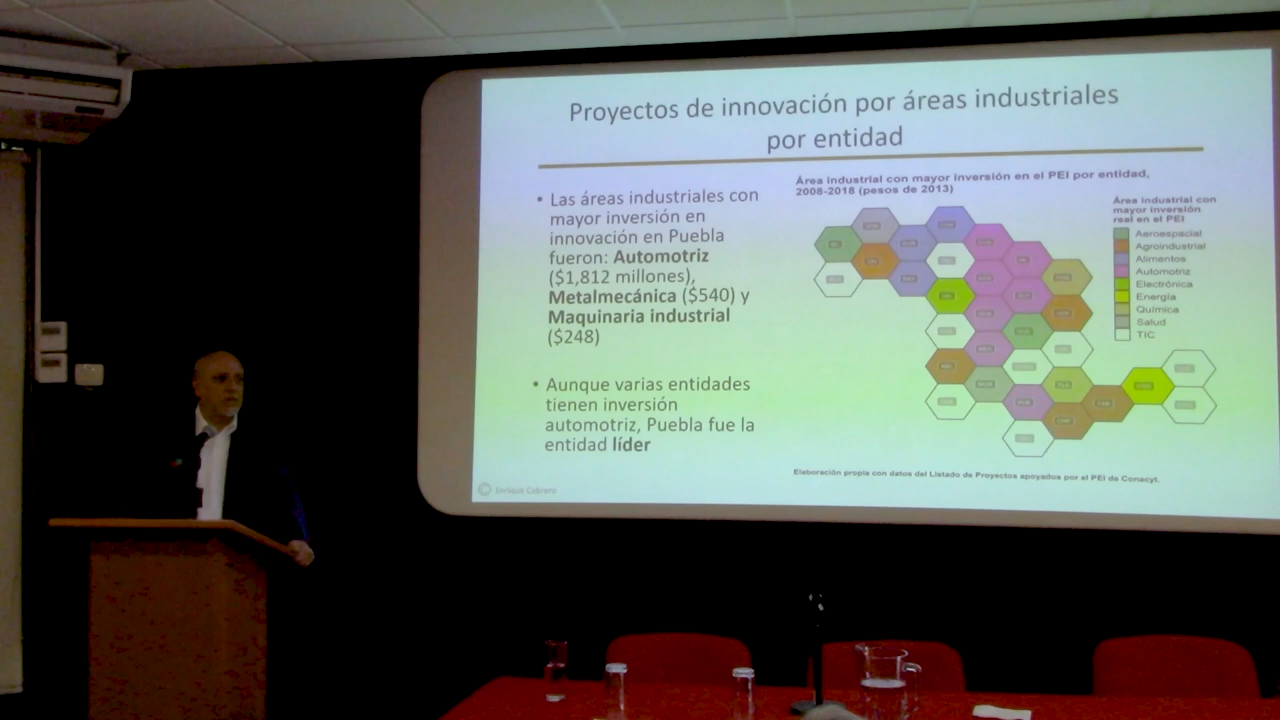 Proyectos de innovación por áreas industriales
por entidad
• Las áreas industriales con
mayor inversión en
innovación en Puebla
fueron: Automotriz
($1,812 millones),
Metalmecánica ($540) y
Maquinaria industrial
($248)
• Aunque varias entidades
tienen inversión
automotriz, Puebla fue la
entidad líder
Área industrial con mayor inversión en el PEI por entidad,
2008-2018 (pesos de 2013)
Área industrial con
mayor inversión
real en el PEI
Aeroespacial
Agroindustrial
Alimentos
Automotriz
Electrónica
Energía
Química
Salud
TIC
Elaboración propia con datos del Listado de Proyectos apoyados por el PEI de Conacyt.
© Enrique Cabrero